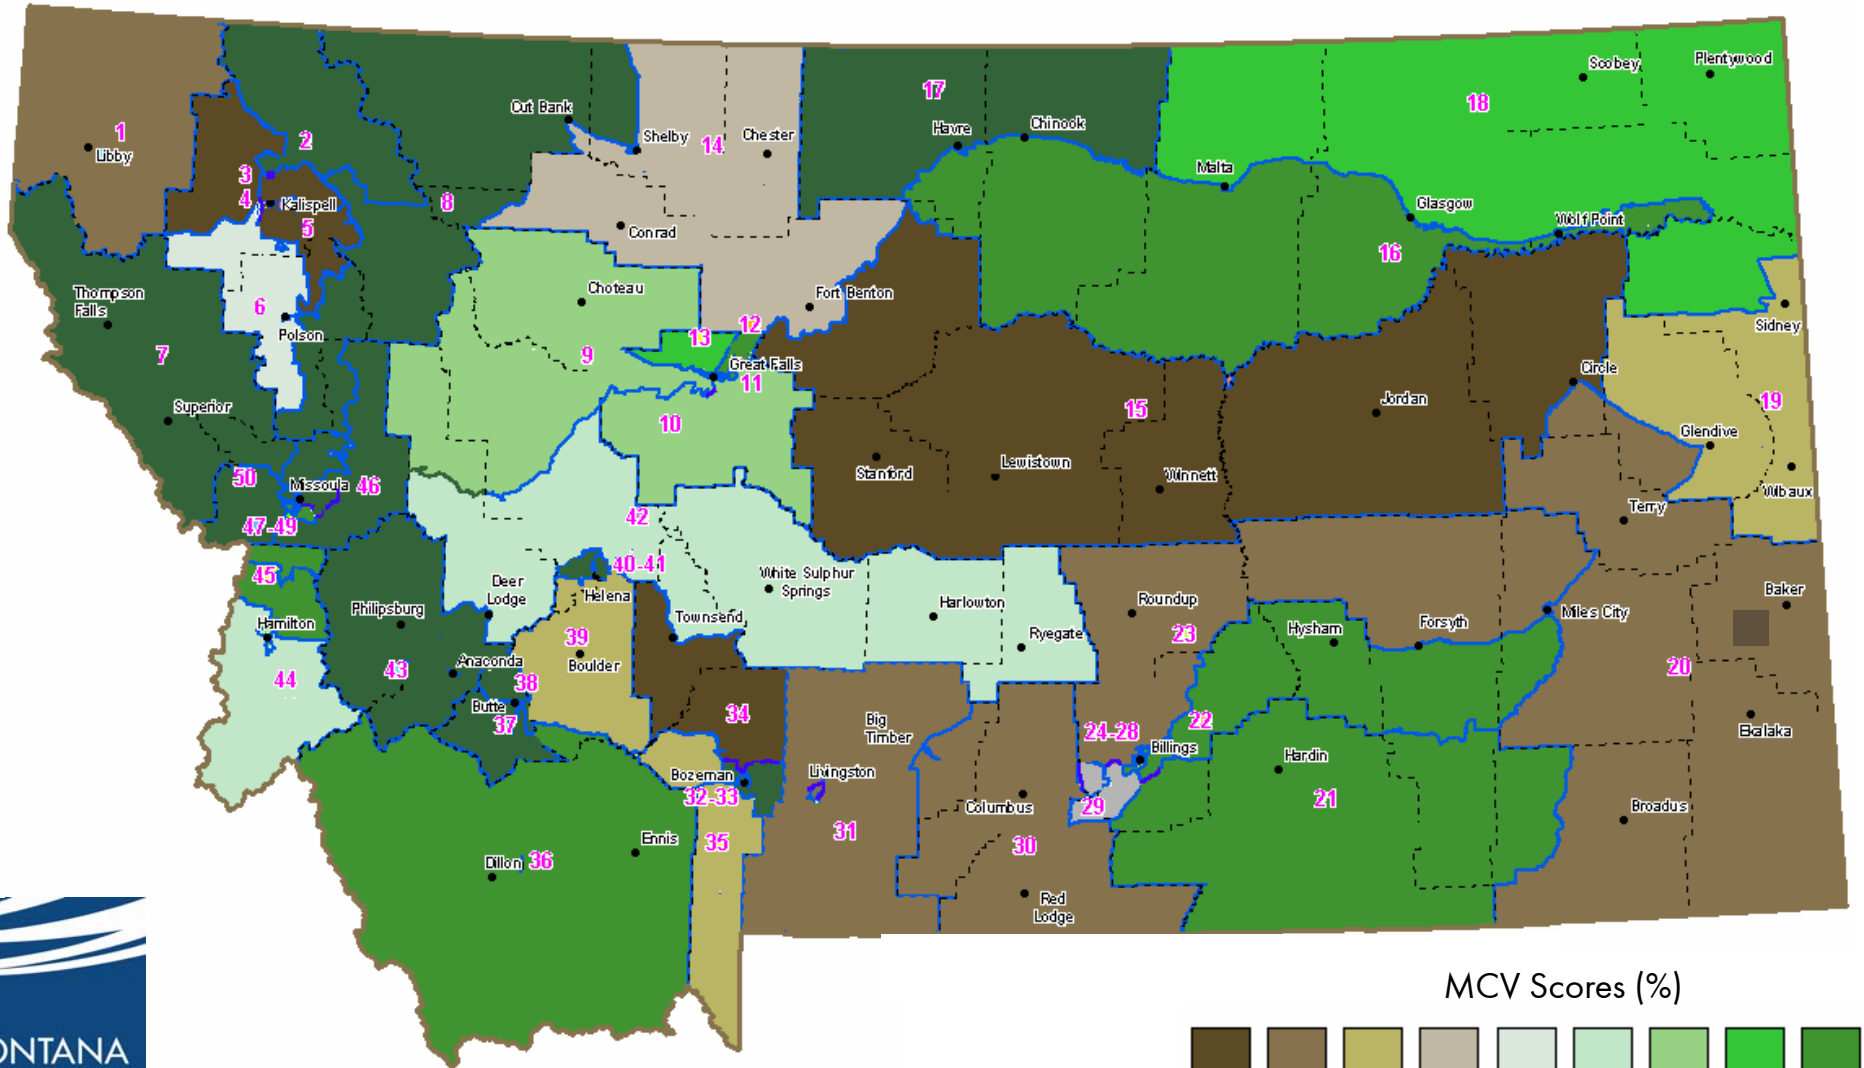 Scobey
Plentywood
18
17
Cut Bank
Havre
Chinook
1
Libby
2
Shelby
14
Chester
Malta
3
4
Kalispell
5
8
Conrad
Glasgow
Wolf Point
16
Thompson
Falls
6
Polson
Choteau
Fort Benton
Sidney
7
9
13
12
Great Falls
11
Circle
19
Superior
10
15
Jordan
Glendive
Stanford
Lewistown
Winnett
Wibaux
50
Missoula
46
47-49
42
Terry
45
40-41
Deer
Lodge
Helena
White Sulphur
Springs
Baker
Philipsburg
Hamilton
Townsend
Harlowton
Roundup
Miles City
39
Boulder
Ryegate
23
Hysham
Forsyth
44
43
Anaconda
38
Butte
37
34
Big
Timber
24-28
22
Billings
20
Ekalaka
Bozeman
32-33
Livingston
Hardin
29
Columbus
21
Broadus
35
31
30
Ennis
Dillon
36
Red
Lodge
MCV Scores (%)
ONTANA